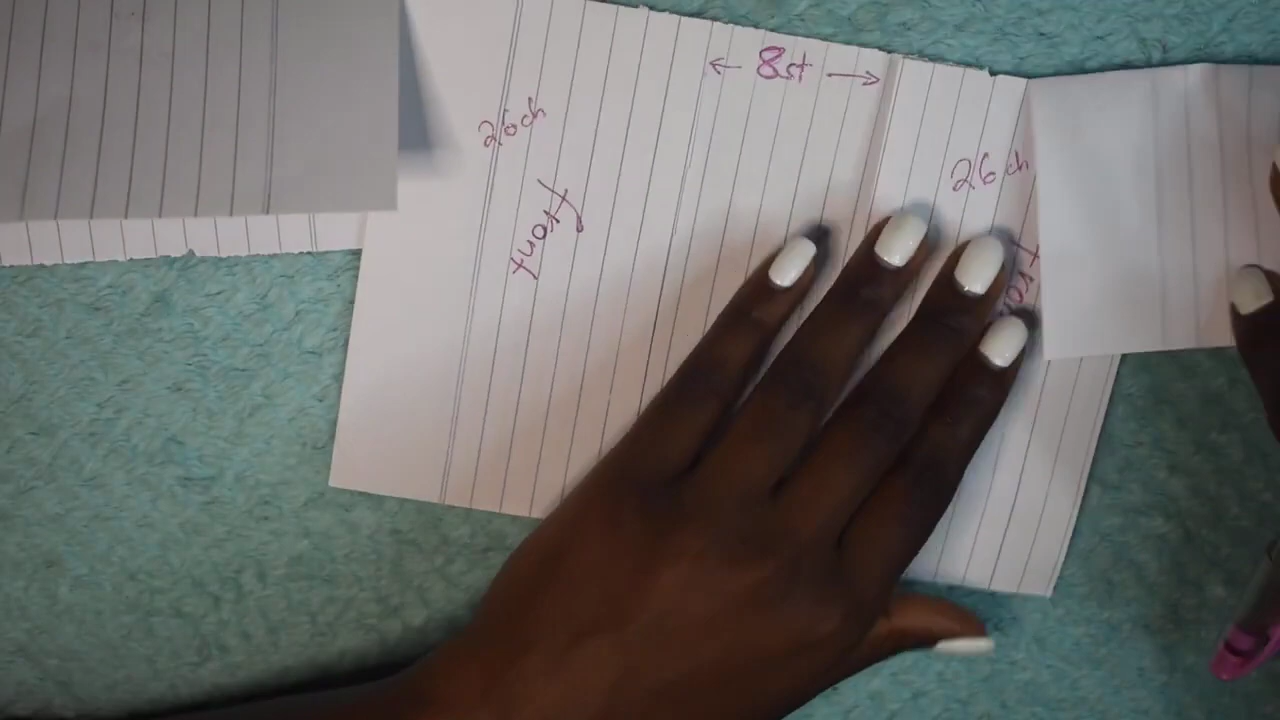 ← 8st →
26ch
front
26ch